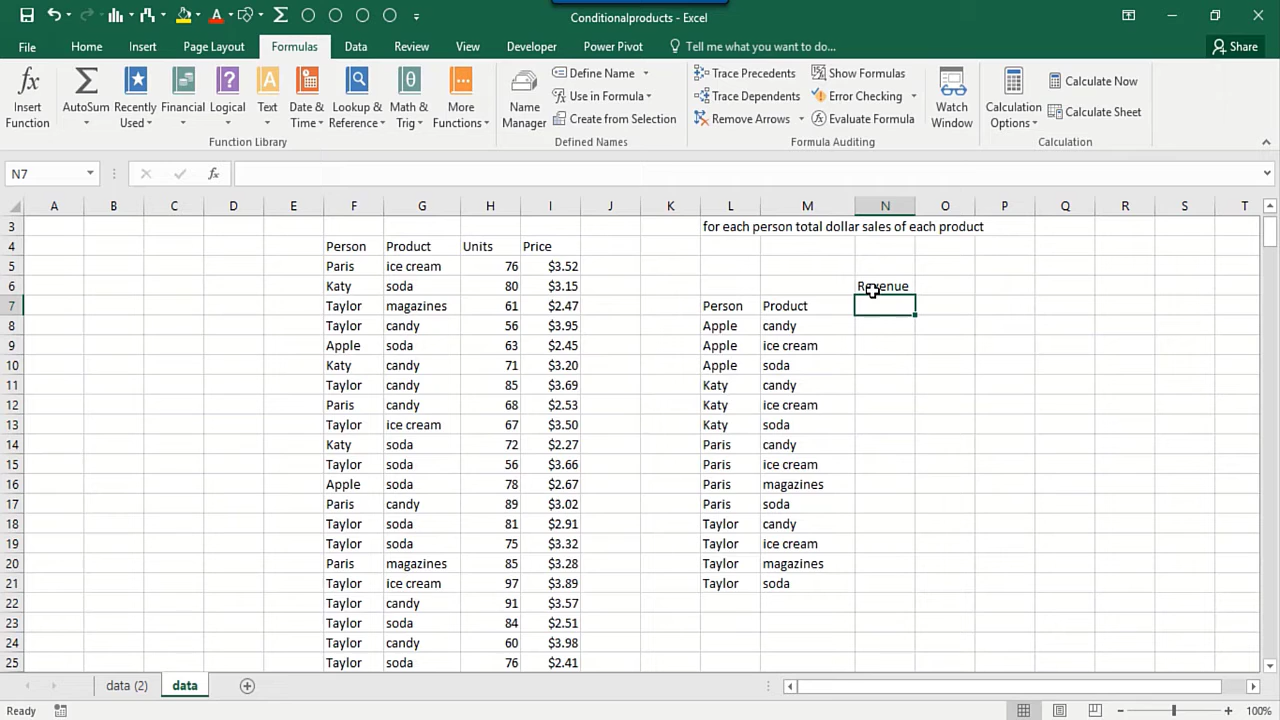 Conditionalproducts - Excel
File Home Insert Page Layout Formulas Data Review View Developer Power Pivot Tell me what you want to do... Share
Insert Function
AutoSum
Recently Used
Financial
Logical
Text
Date & Time
Lookup & Reference
Math & Trig
More Functions
Function Library
Name Manager
Define Name
Use in Formula
Create from Selection
Defined Names
Trace Precedents
Trace Dependents
Remove Arrows
Show Formulas
Error Checking
Evaluate Formula
Formula Auditing
Watch Window
Calculation Options
Calculate Now
Calculate Sheet
Calculation
N7 fx
A B C D E F G H I J K L M N O P Q R S T
3 for each person total dollar sales of each product
4 Person Product Units Price
5 Paris ice cream 76 $3.52
6 Katy soda 80 $3.15 Revenue
7 Taylor magazines 61 $2.47 Person Product
8 Taylor candy 56 $3.95 Apple candy
9 Apple soda 63 $2.45 Apple ice cream
10 Katy candy 71 $3.20 Apple soda
11 Taylor candy 85 $3.69 Katy candy
12 Paris candy 68 $2.53 Katy ice cream
13 Taylor ice cream 67 $3.50 Katy soda
14 Katy soda 72 $2.27 Paris candy
15 Taylor soda 56 $3.66 Paris ice cream
16 Apple soda 78 $2.67 Paris magazines
17 Paris candy 89 $3.02 Paris soda
18 Taylor soda 81 $2.91 Taylor candy
19 Taylor soda 75 $3.32 Taylor ice cream
20 Paris magazines 85 $3.28 Taylor magazines
21 Taylor ice cream 97 $3.89 Taylor soda
22 Taylor candy 91 $3.57
23 Taylor soda 84 $2.51
24 Taylor candy 60 $3.98
25 Taylor soda 76 $2.41
data (2) data
Ready 100%